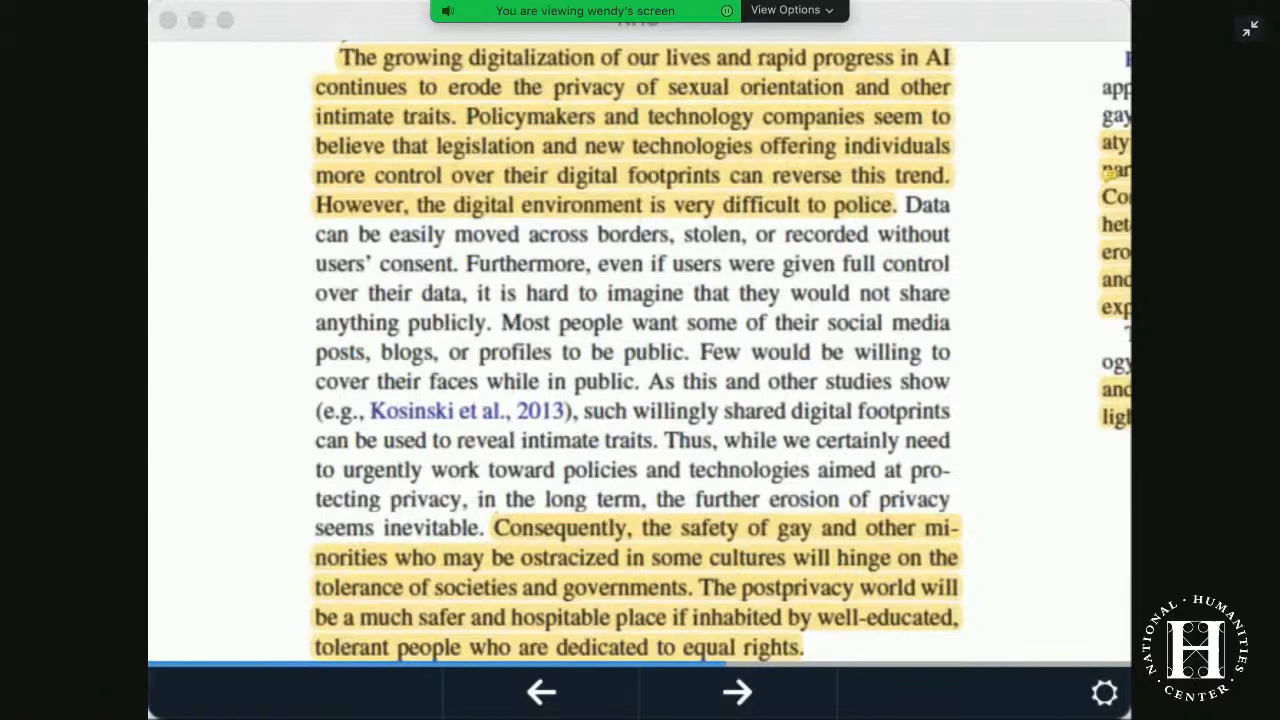 You are viewing wendy's screen
View Options
The growing digitalization of our lives and rapid progress in AI
continues to erode the privacy of sexual orientation and other
intimate traits. Policymakers and technology companies seem to
believe that legislation and new technologies offering individuals
more control over their digital footprints can reverse this trend.
However, the digital environment is very difficult to police. Data
can be easily moved across borders, stolen, or recorded without
users' consent. Furthermore, even if users were given full control
over their data, it is hard to imagine that they would not share
anything publicly. Most people want some of their social media
posts, blogs, or profiles to be public. Few would be willing to
cover their faces while in public. As this and other studies show
(e.g., Kosinski et al., 2013), such willingly shared digital footprints
can be used to reveal intimate traits. Thus, while we certainly need
to urgently work toward policies and technologies aimed at pro-
tecting privacy, in the long term, the further erosion of privacy
seems inevitable. Consequently, the safety of gay and other mi-
norities who may be ostracized in some cultures will hinge on the
tolerance of societies and governments. The postprivacy world will
be a much safer and hospitable place if inhabited by well-educated,
tolerant people who are dedicated to equal rights.
app
gay
aty
Co
het
ero
and
exp
ogy
and
ligh
NATIONAL · HUMANITIES CENTER ·
H